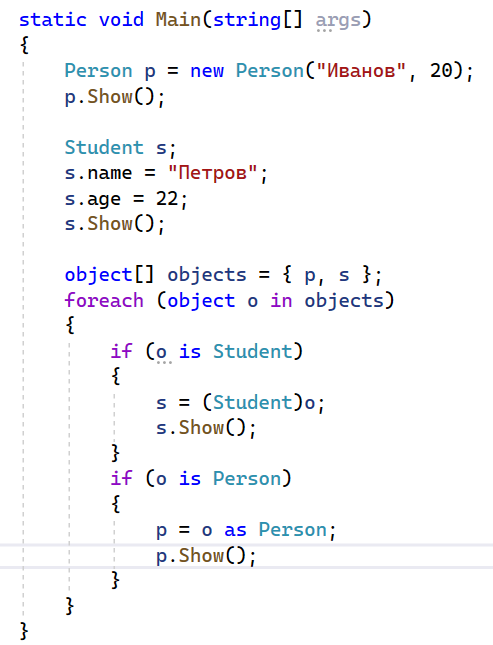 static void Main(string[] args)
{
    Person p = new Person("Иванов", 20);
    p.Show();

    Student s;
    s.name = "Петров";
    s.age = 22;
    s.Show();

    object[] objects = { p, s };
    foreach (object o in objects)
    {
        if (o is Student)
        {
            s = (Student)o;
            s.Show();
        }
        if (o is Person)
        {
            p = o as Person;
            p.Show();
        }
    }
}